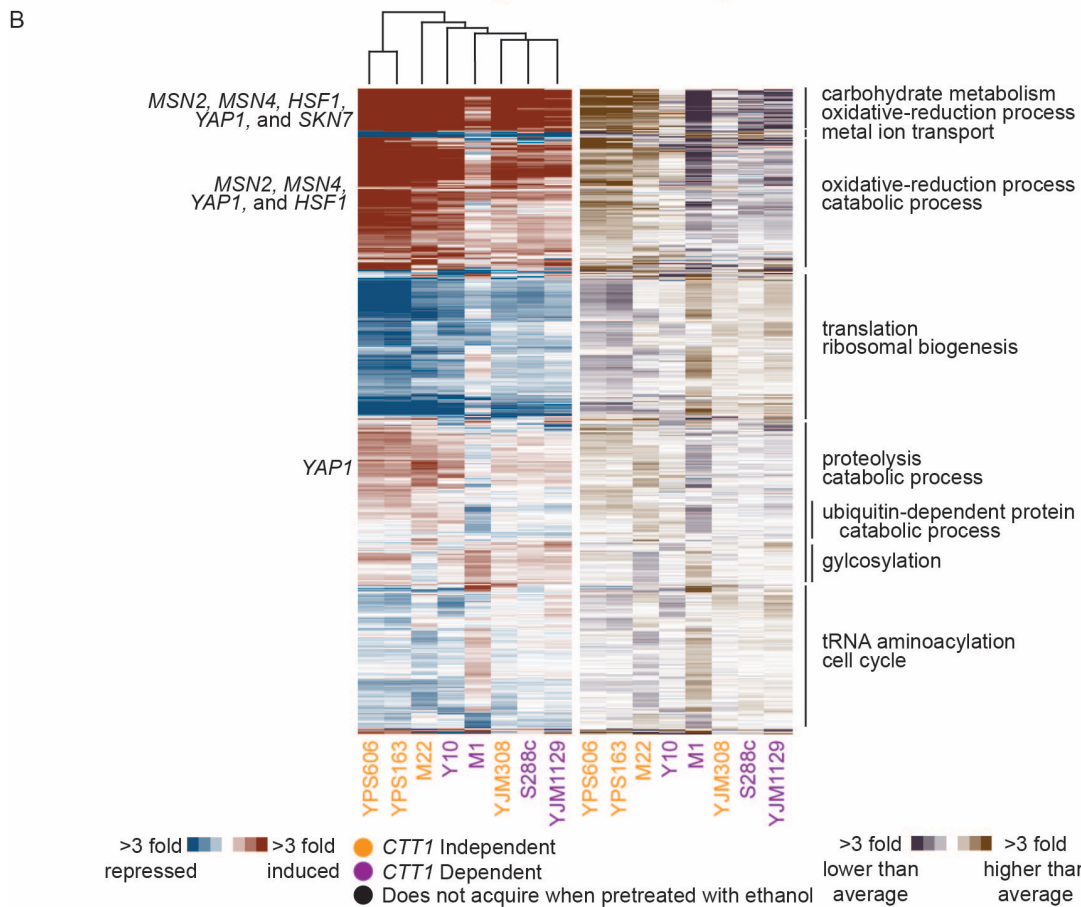 B
MSN2, MSN4, HSF1,
YAP1, and SKN7
MSN2, MSN4,
YAP1, and HSF1
YAP1
carbohydrate metabolism
oxidative-reduction process
metal ion transport
oxidative-reduction process
catabolic process
translation
ribosomal biogenesis
proteolysis
catabolic process
ubiquitin-dependent protein
catabolic process
gylcosylation
tRNA aminoacylation
cell cycle
YPS606
YPS163
M22
Y10
M1
YJM308
S288c
YJM1129
YPS606
YPS163
M22
Y10
M1
YJM308
S288c
YJM1129
>3 fold
repressed
>3 fold
induced
CTT1 Independent
CTT1 Dependent
Does not acquire when pretreated with ethanol
>3 fold
lower than
average
>3 fold
higher than
average